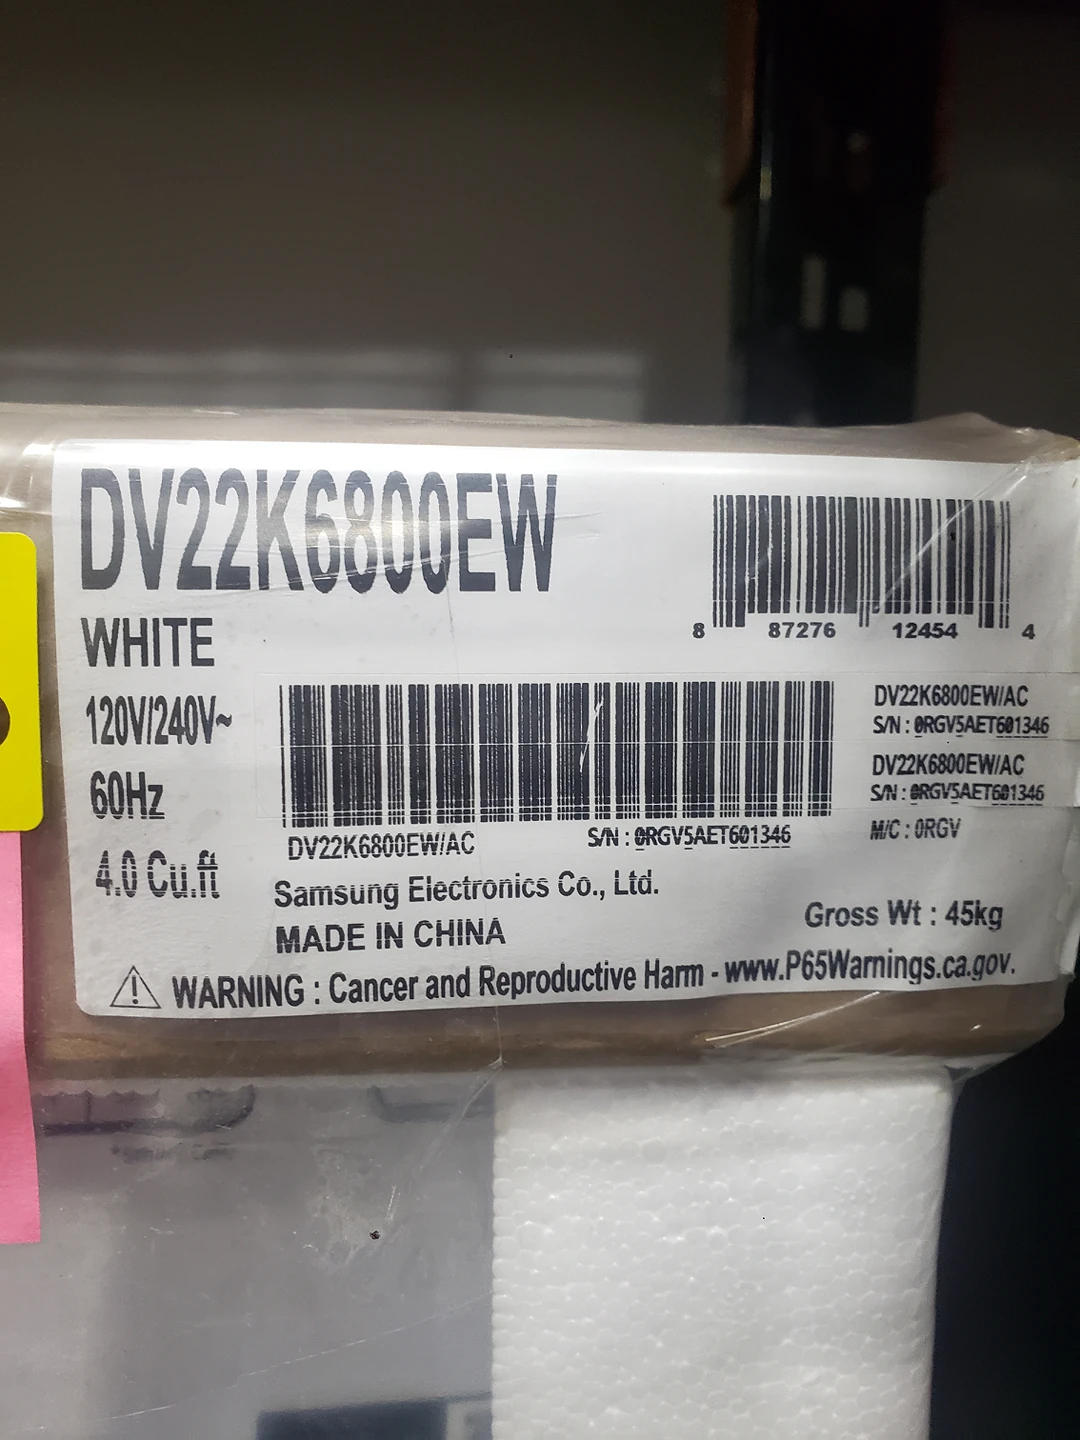 DV22K6800EW
WHITE
120V/240V~
60Hz
4.0 Cu.ft
8 87276 12454 4
DV22K6800EW/AC
S/N : 0RGV5AET601346
DV22K6800EW/AC
S/N : 0RGV5AET601346
M/C : 0RGV
DV22K6800EW/AC S/N : 0RGV5AET601346
Samsung Electronics Co., Ltd.
MADE IN CHINA
Gross Wt : 45kg
WARNING : Cancer and Reproductive Harm - www.P65Warnings.ca.gov.